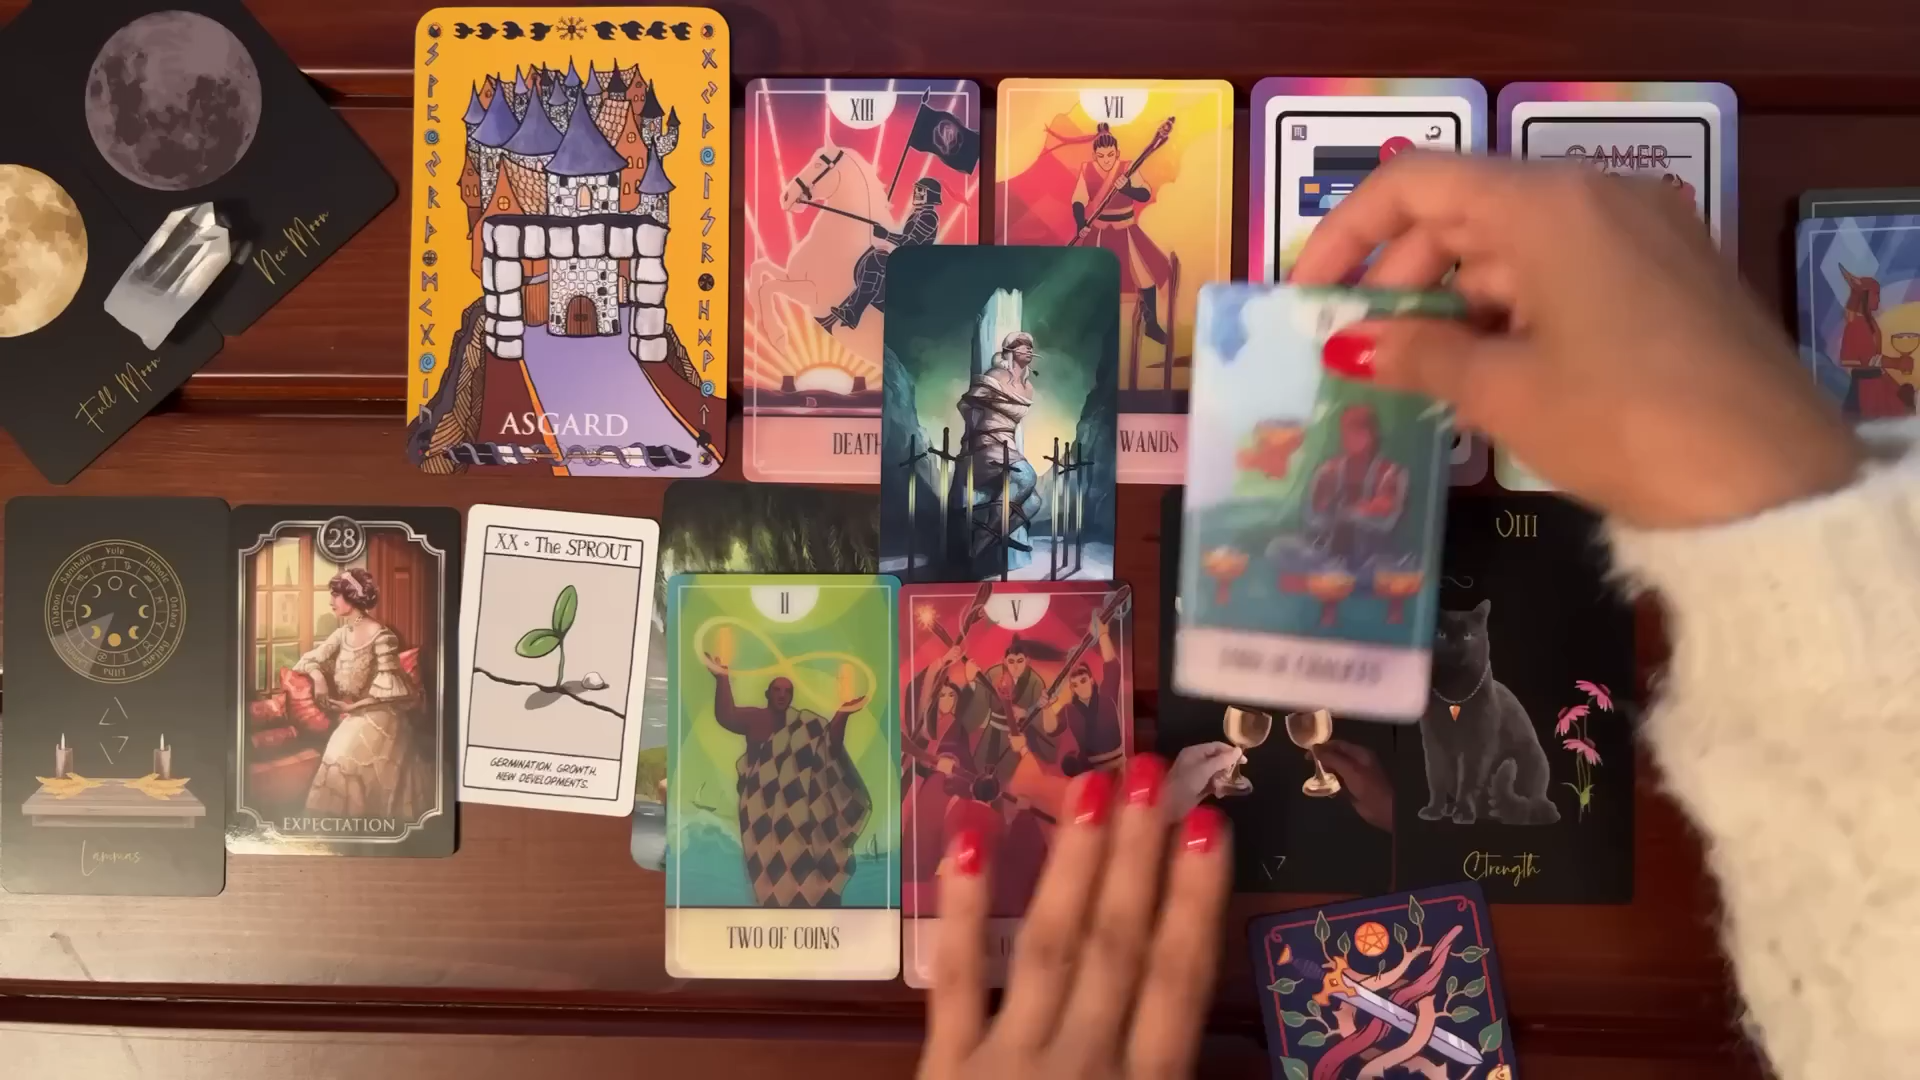 New Moon
Full Moon
ASGARD
XIII
DEATH
VII
WANDS
GAMER
Lammas
28
EXPECTATION
XX • The SPROUT
GERMINATION, GROWTH,
NEW DEVELOPMENTS.
II
TWO OF COINS
V
VIII
Strength